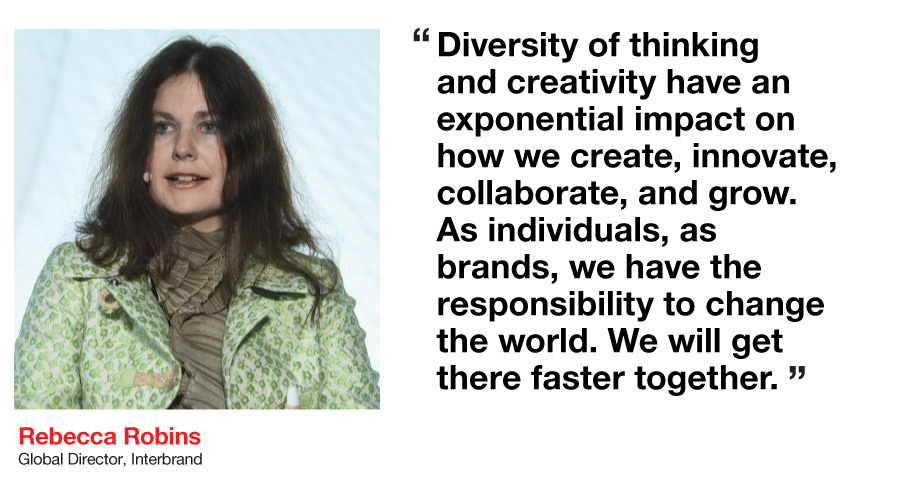 “ Diversity of thinking
and creativity have an
exponential impact on
how we create, innovate,
collaborate, and grow.
As individuals, as
brands, we have the
responsibility to change
the world. We will get
there faster together. ”
Rebecca Robins
Global Director, Interbrand